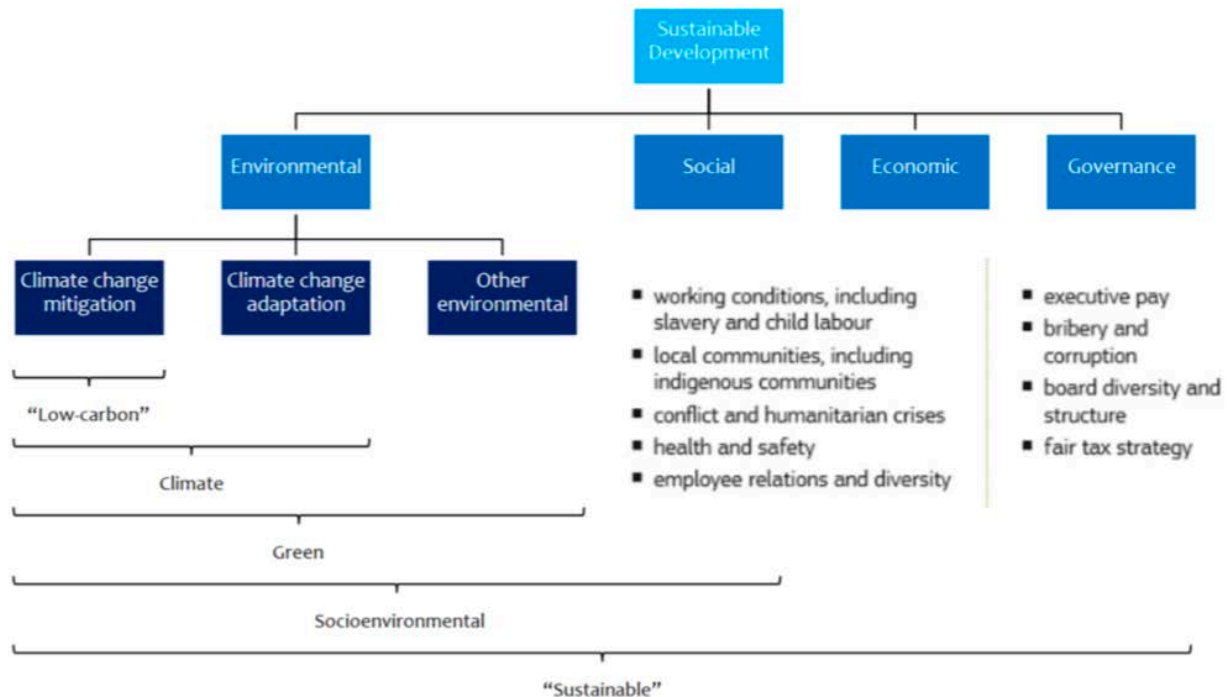 Sustainable
Development
Environmental
Social
Economic
Governance
Climate change
mitigation
Climate change
adaptation
Other
environmental
▪ working conditions, including
slavery and child labour
▪ local communities, including
indigenous communities
▪ conflict and humanitarian crises
▪ health and safety
▪ employee relations and diversity
▪ executive pay
▪ bribery and
corruption
▪ board diversity and
structure
▪ fair tax strategy
“Low-carbon”
Climate
Green
Socioenvironmental
“Sustainable”